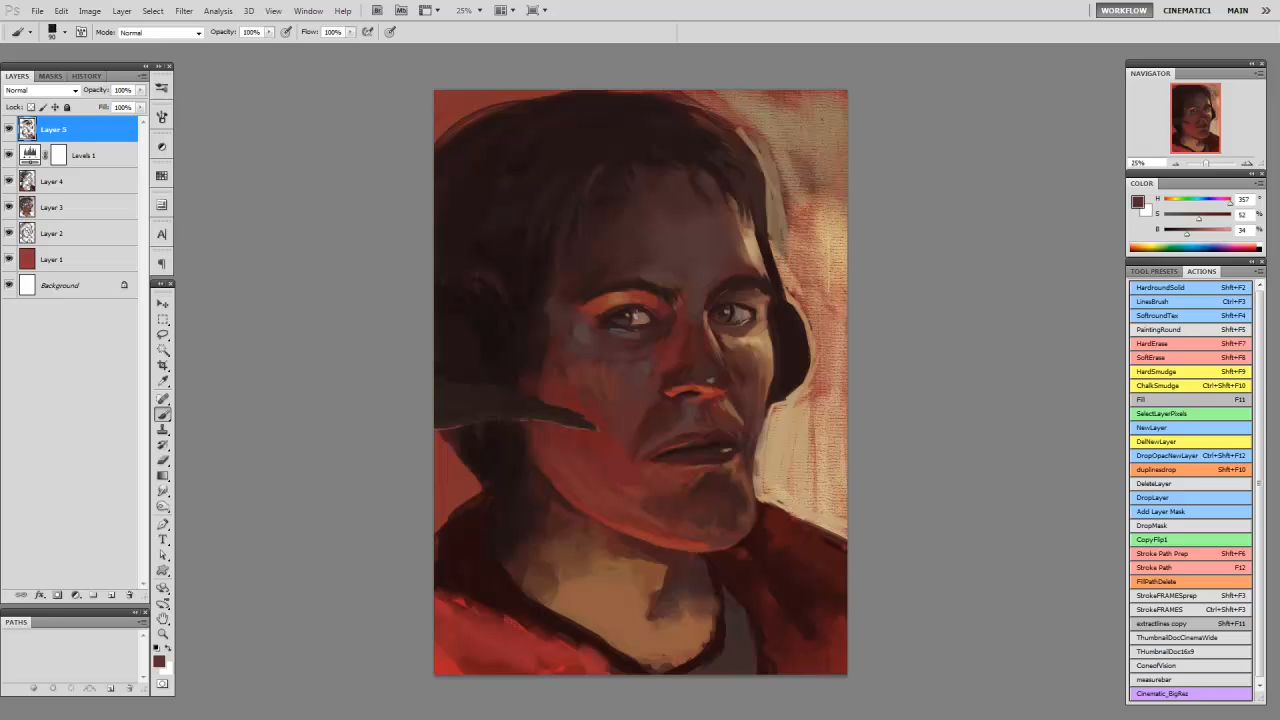 Ps File Edit Image Layer Select Filter Analysis 3D View Window Help Br Mb 25% WORKFLOW CINEMATIC1 MAIN
90 Mode: Normal Opacity: 100% Flow: 100%
LAYERS MASKS HISTORY
Normal Opacity: 100%
Lock: Fill: 100%
Layer 5
Levels 1
Layer 4
Layer 3
Layer 2
Layer 1
Background
PATHS
NAVIGATOR
25%
COLOR
H 357 °
S 52 %
B 34 %
TOOL PRESETS ACTIONS
HardroundSolid Shft+F2
LinesBrush Ctrl+F3
SoftroundTex Shft+F4
PaintingRound Shft+F5
HardErase Shft+F7
SoftErase Shft+F8
HardSmudge Shft+F9
ChalkSmudge Ctrl+Shft+F10
Fill F11
SelectLayerPixels
NewLayer
DelNewLayer
DropOpacNewLayer Ctrl+Shft+F12
duplinesdrop Shft+F10
DeleteLayer
DropLayer
Add Layer Mask
DropMask
CopyFlip1
Stroke Path Prep Shft+F6
Stroke Path F12
FillPathDelete
StrokeFRAMESprep Shft+F3
StrokeFRAMES Ctrl+Shft+F3
extractlines copy Shft+F11
ThumbnailDocCinemaWide
THumbnailDoc16x9
ConeofVision
measurebar
Cinematic_BigRez